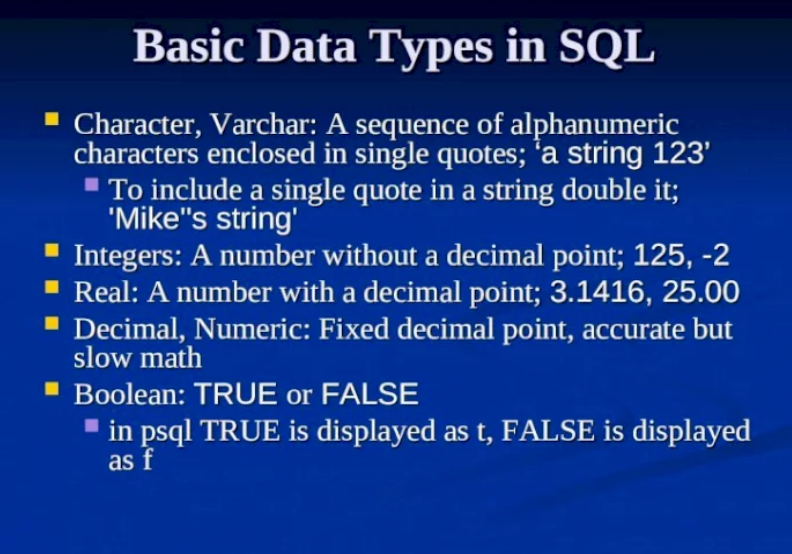 Basic Data Types in SQL
Character, Varchar: A sequence of alphanumeric
characters enclosed in single quotes; ‘a string 123’
To include a single quote in a string double it;
'Mike''s string'
Integers: A number without a decimal point; 125, -2
Real: A number with a decimal point; 3.1416, 25.00
Decimal, Numeric: Fixed decimal point, accurate but
slow math
Boolean: TRUE or FALSE
in psql TRUE is displayed as t, FALSE is displayed
as f